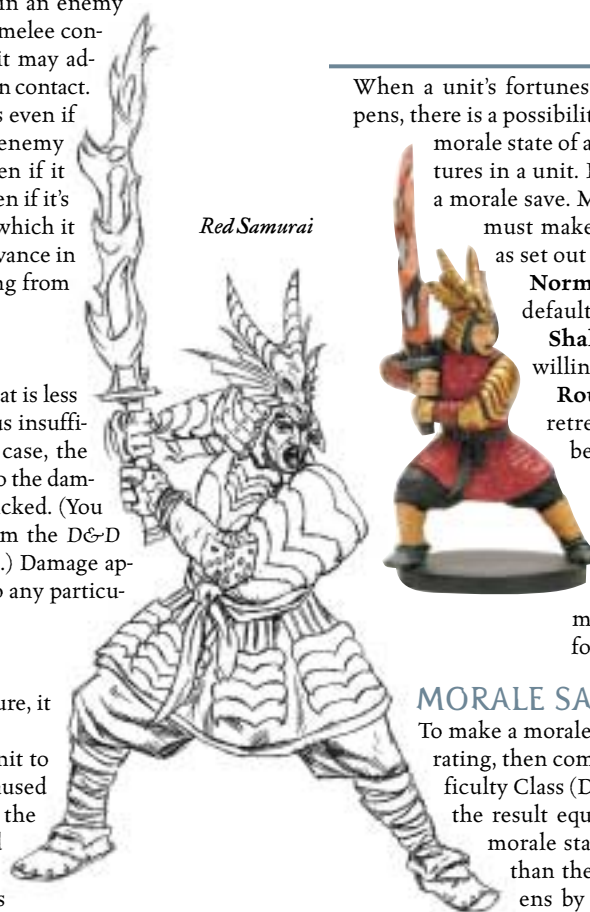 in an enemy
melee con-
it may ad-
n contact.
s even if
enemy
en if it
en if it's
which it
vance in
ng from
at is less
us insuffi-
case, the
o the dam-
cked. (You
m the D&D
.) Damage ap-
o any particu-
ure, it
nit to
used
the
s
Red Samurai
When a unit's fortunes
pens, there is a possibilit
morale state of a
tures in a unit. I
a morale save. M
must make
as set out
Norm
default
Shal
willin
Rou
retre
be
m
fo
MORALE SA
To make a morale
rating, then com
ficulty Class (D
the result equ
morale sta
than the
ens by